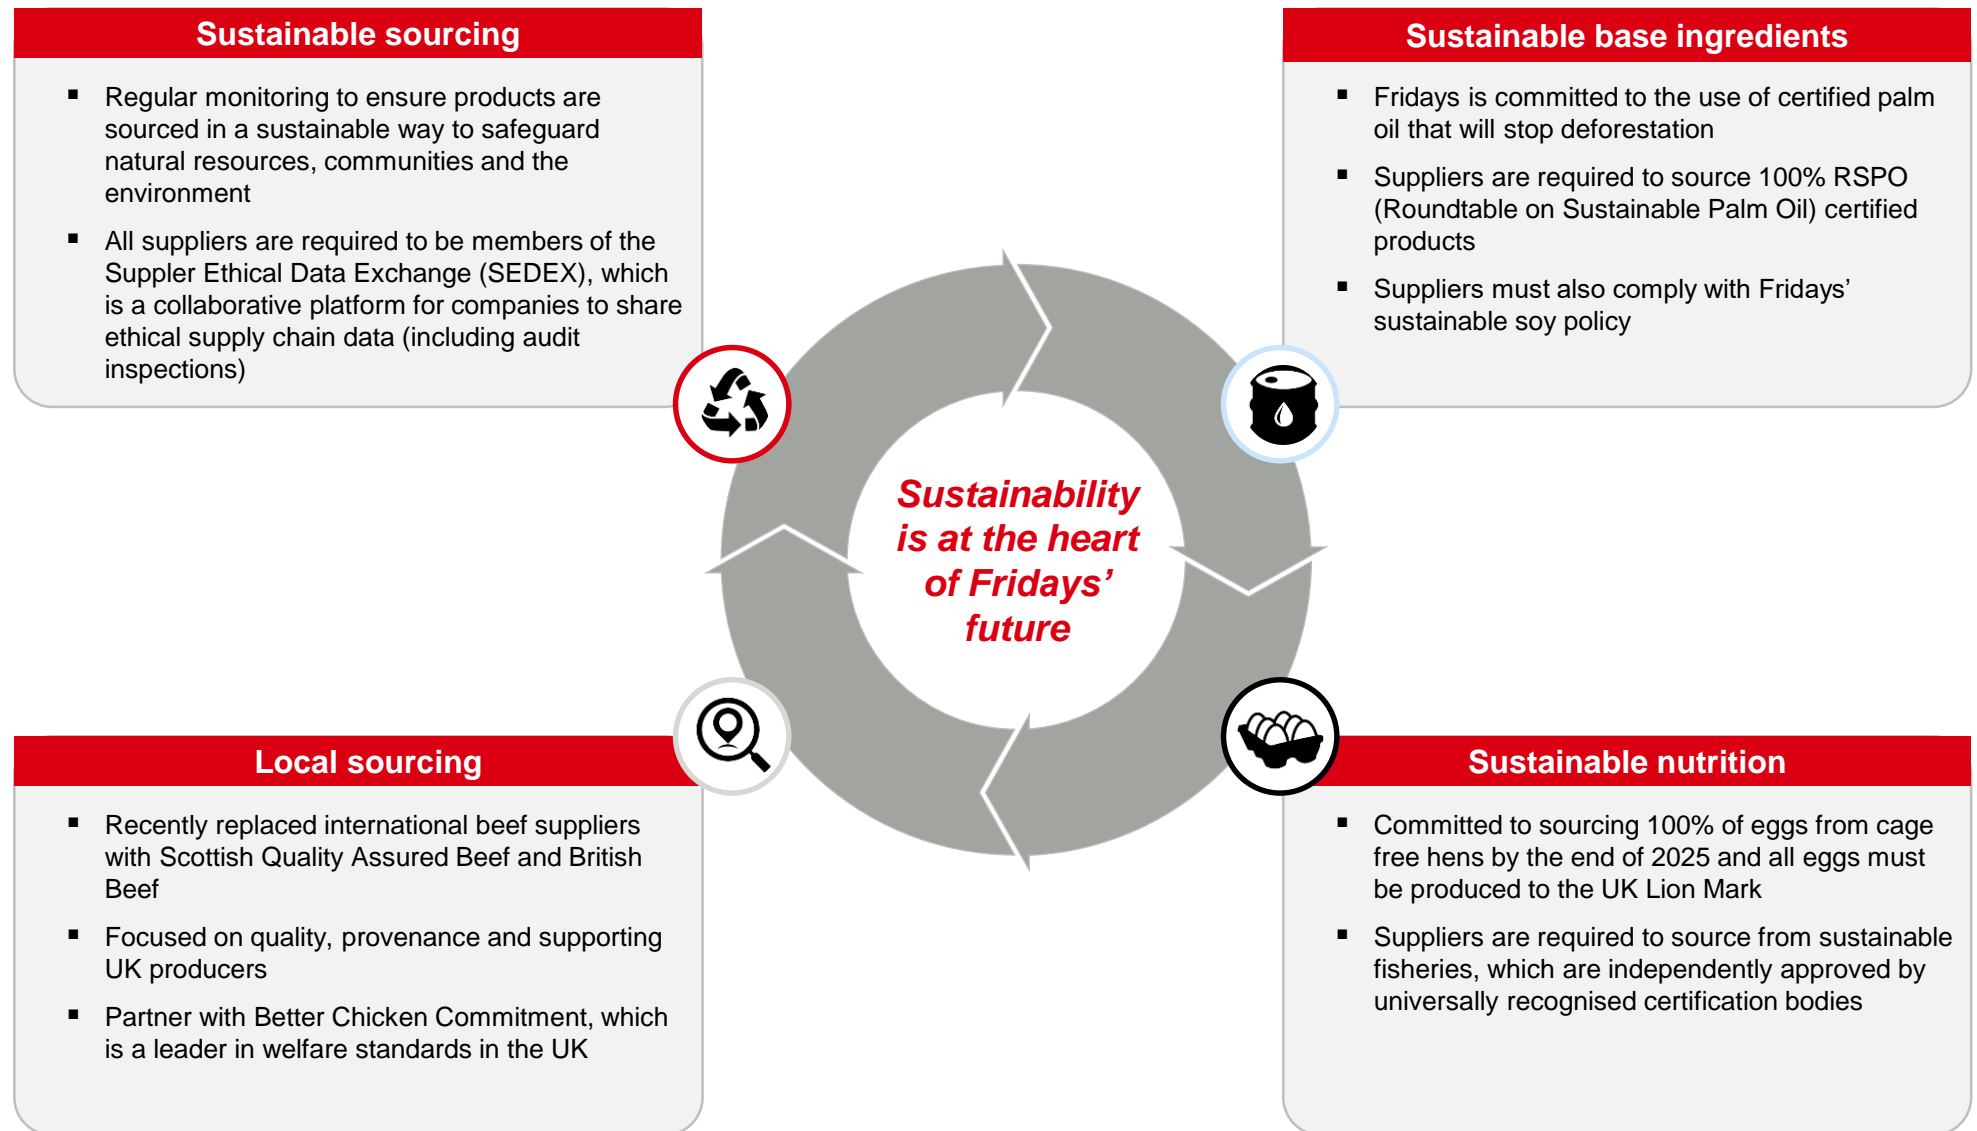 Sustainable sourcing
▪ Regular monitoring to ensure products are
sourced in a sustainable way to safeguard
natural resources, communities and the
environment
▪ All suppliers are required to be members of the
Suppler Ethical Data Exchange (SEDEX), which
is a collaborative platform for companies to share
ethical supply chain data (including audit
inspections)
Sustainable base ingredients
▪ Fridays is committed to the use of certified palm
oil that will stop deforestation
▪ Suppliers are required to source 100% RSPO
(Roundtable on Sustainable Palm Oil) certified
products
▪ Suppliers must also comply with Fridays’
sustainable soy policy
Sustainability
is at the heart
of Fridays’
future
Local sourcing
▪ Recently replaced international beef suppliers
with Scottish Quality Assured Beef and British
Beef
▪ Focused on quality, provenance and supporting
UK producers
▪ Partner with Better Chicken Commitment, which
is a leader in welfare standards in the UK
Sustainable nutrition
▪ Committed to sourcing 100% of eggs from cage
free hens by the end of 2025 and all eggs must
be produced to the UK Lion Mark
▪ Suppliers are required to source from sustainable
fisheries, which are independently approved by
universally recognised certification bodies